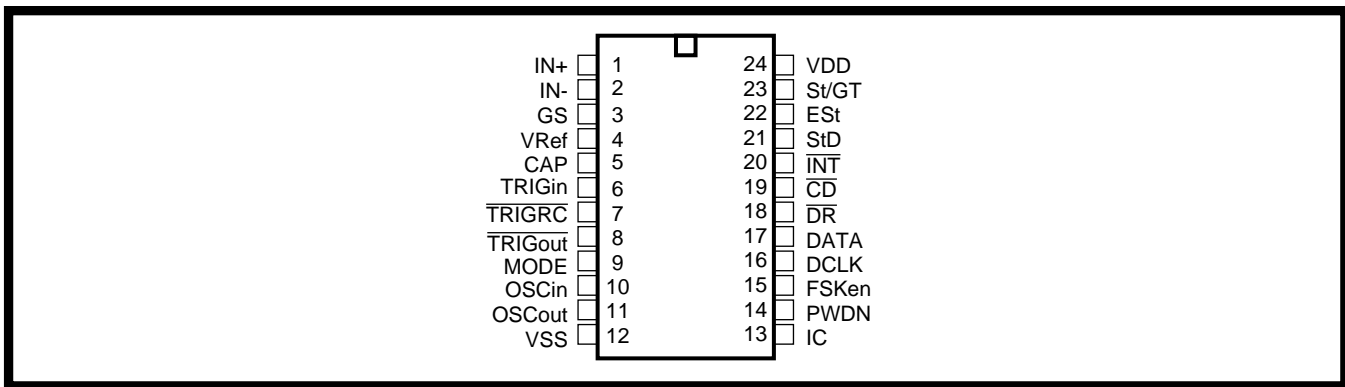 IN+ 1 24 VDD
IN- 2 23 St/GT
GS 3 22 ESt
VRef 4 21 StD
CAP 5 20 INT
TRIGin 6 19 CD
TRIGRC 7 18 DR
TRIGout 8 17 DATA
MODE 9 16 DCLK
OSCin 10 15 FSKen
OSCout 11 14 PWDN
VSS 12 13 IC